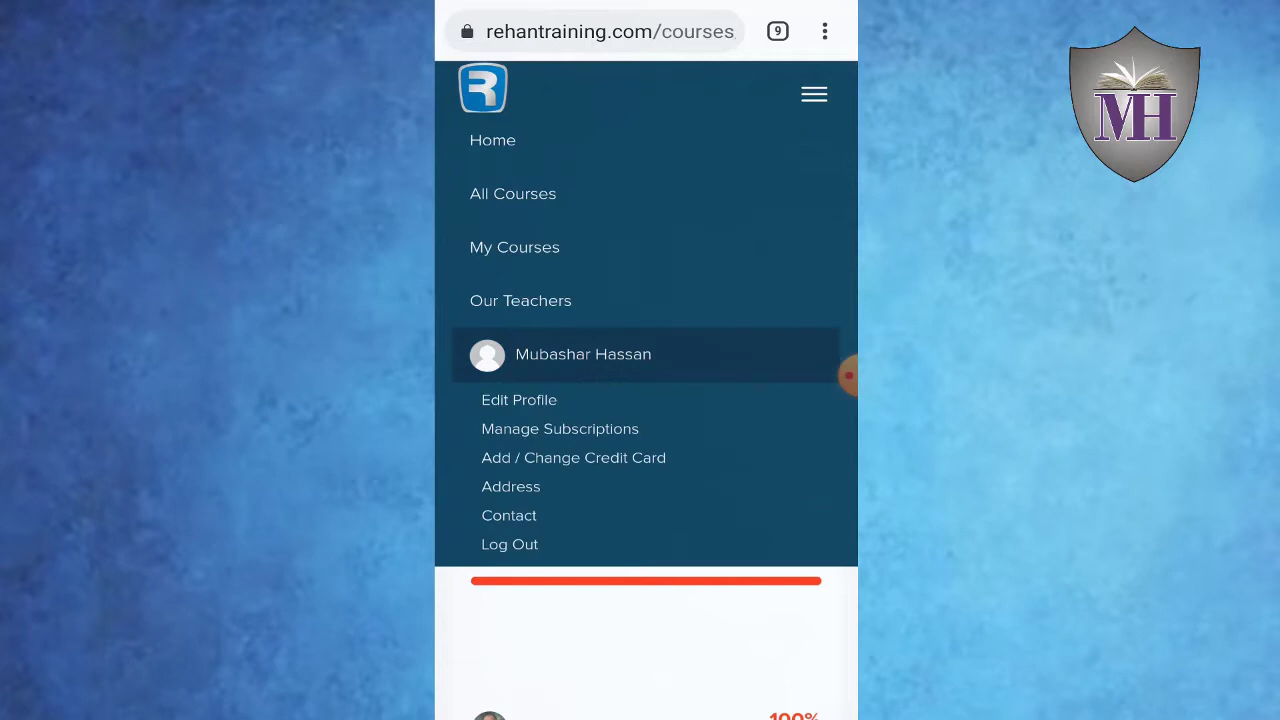 rehantraining.com/courses
9
MH
R
Home
All Courses
My Courses
Our Teachers
Mubashar Hassan
Edit Profile
Manage Subscriptions
Add / Change Credit Card
Address
Contact
Log Out
100%